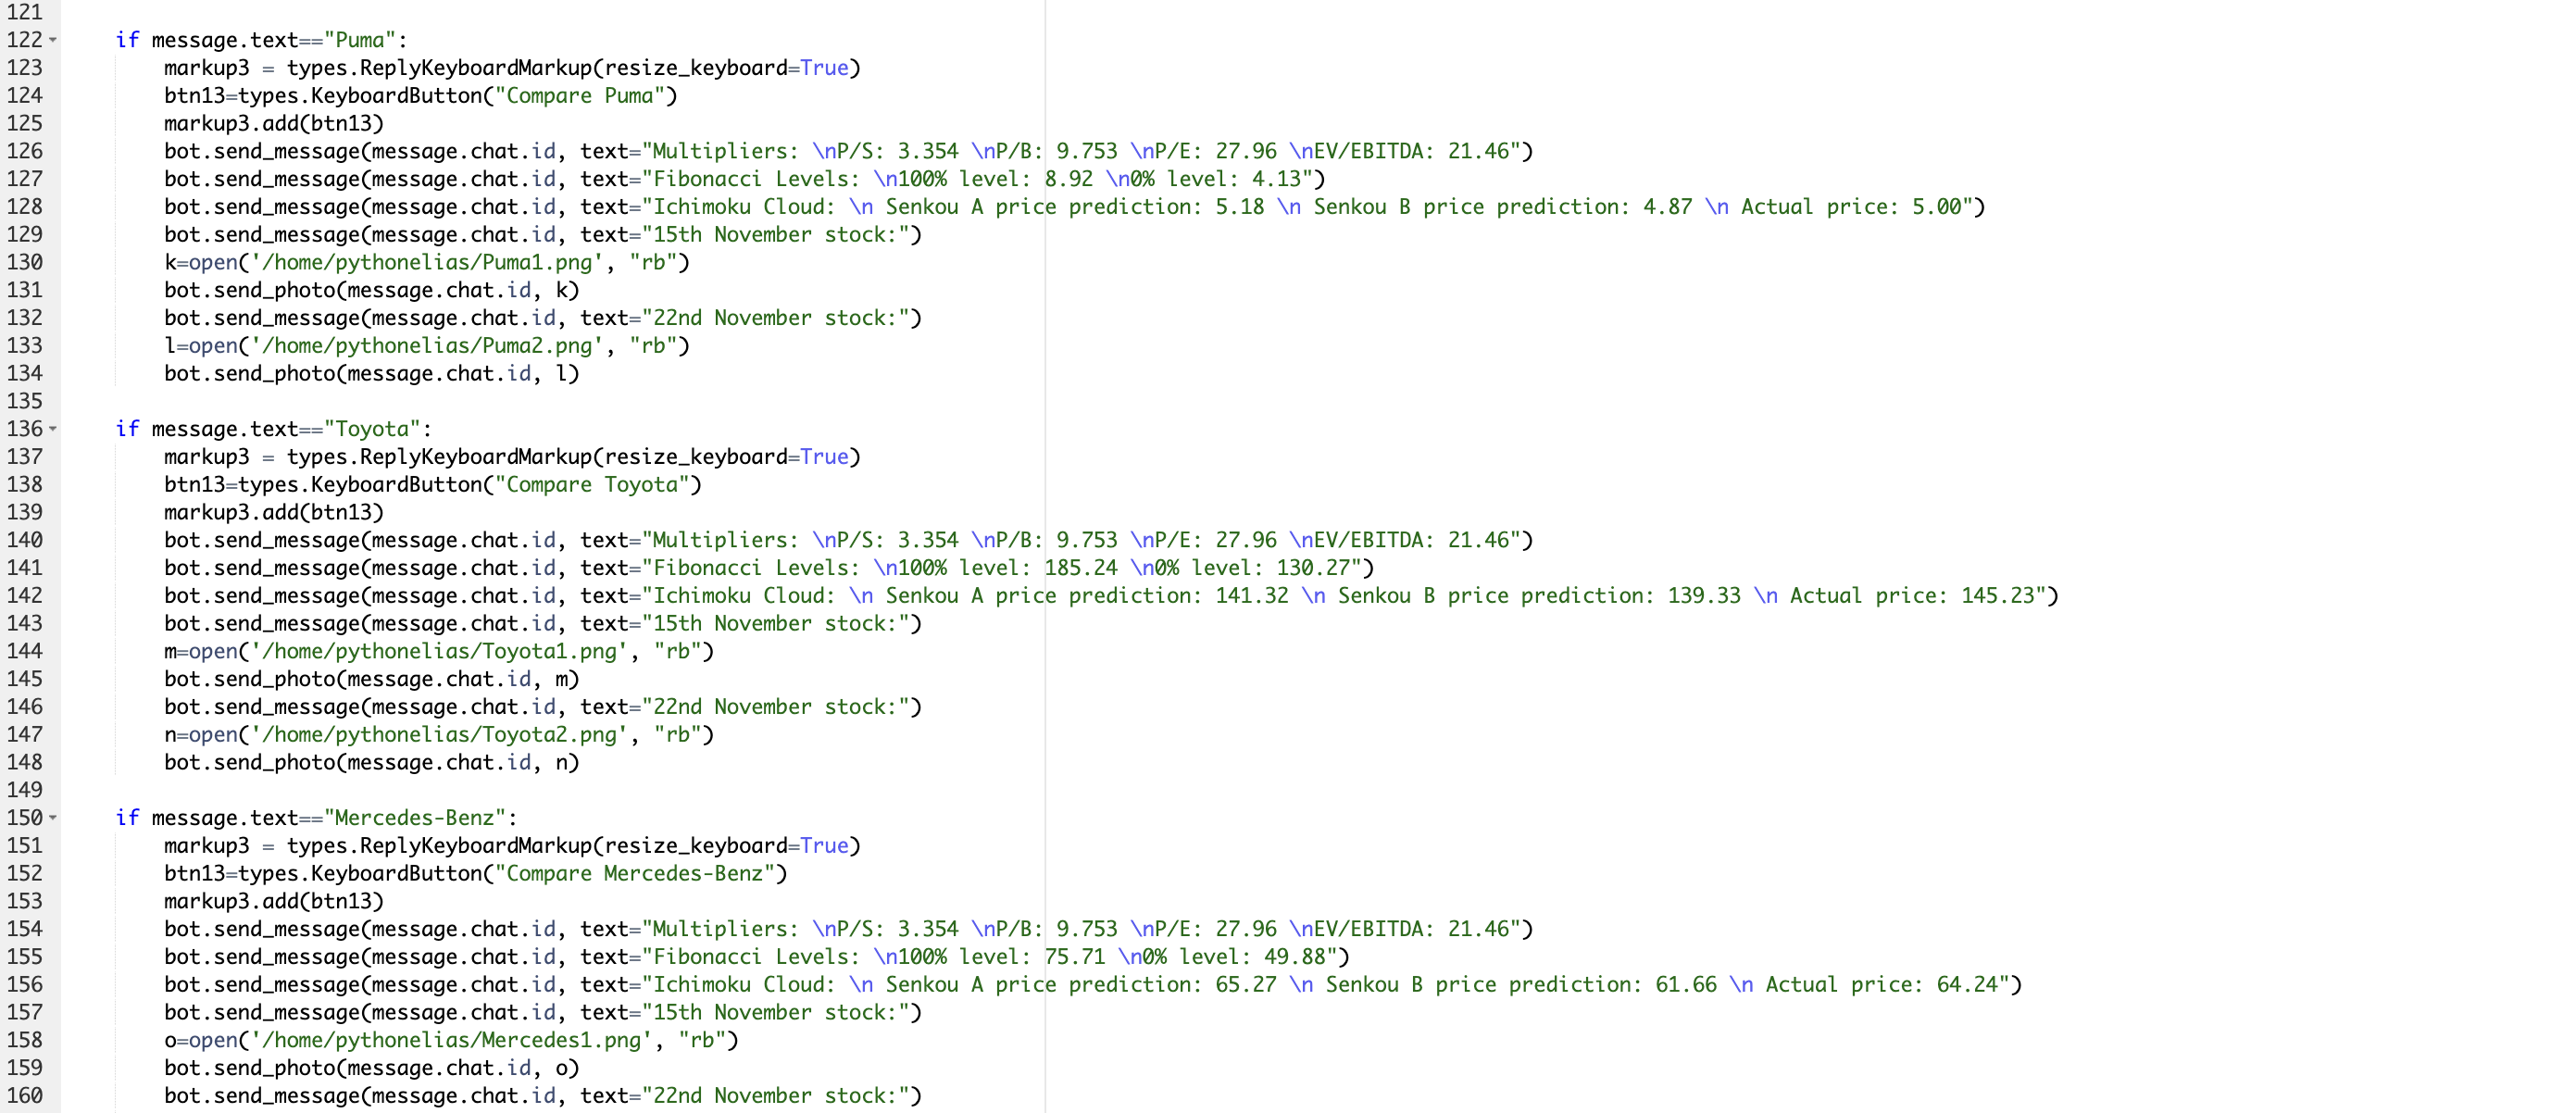 121
122 if message.text=="Puma":
123 markup3 = types.ReplyKeyboardMarkup(resize_keyboard=True)
124 btn13=types.KeyboardButton("Compare Puma")
125 markup3.add(btn13)
126 bot.send_message(message.chat.id, text="Multipliers: \nP/S: 3.354 \nP/B: 9.753 \nP/E: 27.96 \nEV/EBITDA: 21.46")
127 bot.send_message(message.chat.id, text="Fibonacci Levels: \n100% level: 8.92 \n0% level: 4.13")
128 bot.send_message(message.chat.id, text="Ichimoku Cloud: \n Senkou A price prediction: 5.18 \n Senkou B price prediction: 4.87 \n Actual price: 5.00")
129 bot.send_message(message.chat.id, text="15th November stock:")
130 k=open('/home/pythonelias/Puma1.png', "rb")
131 bot.send_photo(message.chat.id, k)
132 bot.send_message(message.chat.id, text="22nd November stock:")
133 l=open('/home/pythonelias/Puma2.png', "rb")
134 bot.send_photo(message.chat.id, l)
135
136 if message.text=="Toyota":
137 markup3 = types.ReplyKeyboardMarkup(resize_keyboard=True)
138 btn13=types.KeyboardButton("Compare Toyota")
139 markup3.add(btn13)
140 bot.send_message(message.chat.id, text="Multipliers: \nP/S: 3.354 \nP/B: 9.753 \nP/E: 27.96 \nEV/EBITDA: 21.46")
141 bot.send_message(message.chat.id, text="Fibonacci Levels: \n100% level: 185.24 \n0% level: 130.27")
142 bot.send_message(message.chat.id, text="Ichimoku Cloud: \n Senkou A price prediction: 141.32 \n Senkou B price prediction: 139.33 \n Actual price: 145.23")
143 bot.send_message(message.chat.id, text="15th November stock:")
144 m=open('/home/pythonelias/Toyota1.png', "rb")
145 bot.send_photo(message.chat.id, m)
146 bot.send_message(message.chat.id, text="22nd November stock:")
147 n=open('/home/pythonelias/Toyota2.png', "rb")
148 bot.send_photo(message.chat.id, n)
149
150 if message.text=="Mercedes-Benz":
151 markup3 = types.ReplyKeyboardMarkup(resize_keyboard=True)
152 btn13=types.KeyboardButton("Compare Mercedes-Benz")
153 markup3.add(btn13)
154 bot.send_message(message.chat.id, text="Multipliers: \nP/S: 3.354 \nP/B: 9.753 \nP/E: 27.96 \nEV/EBITDA: 21.46")
155 bot.send_message(message.chat.id, text="Fibonacci Levels: \n100% level: 75.71 \n0% level: 49.88")
156 bot.send_message(message.chat.id, text="Ichimoku Cloud: \n Senkou A price prediction: 65.27 \n Senkou B price prediction: 61.66 \n Actual price: 64.24")
157 bot.send_message(message.chat.id, text="15th November stock:")
158 o=open('/home/pythonelias/Mercedes1.png', "rb")
159 bot.send_photo(message.chat.id, o)
160 bot.send_message(message.chat.id, text="22nd November stock:")